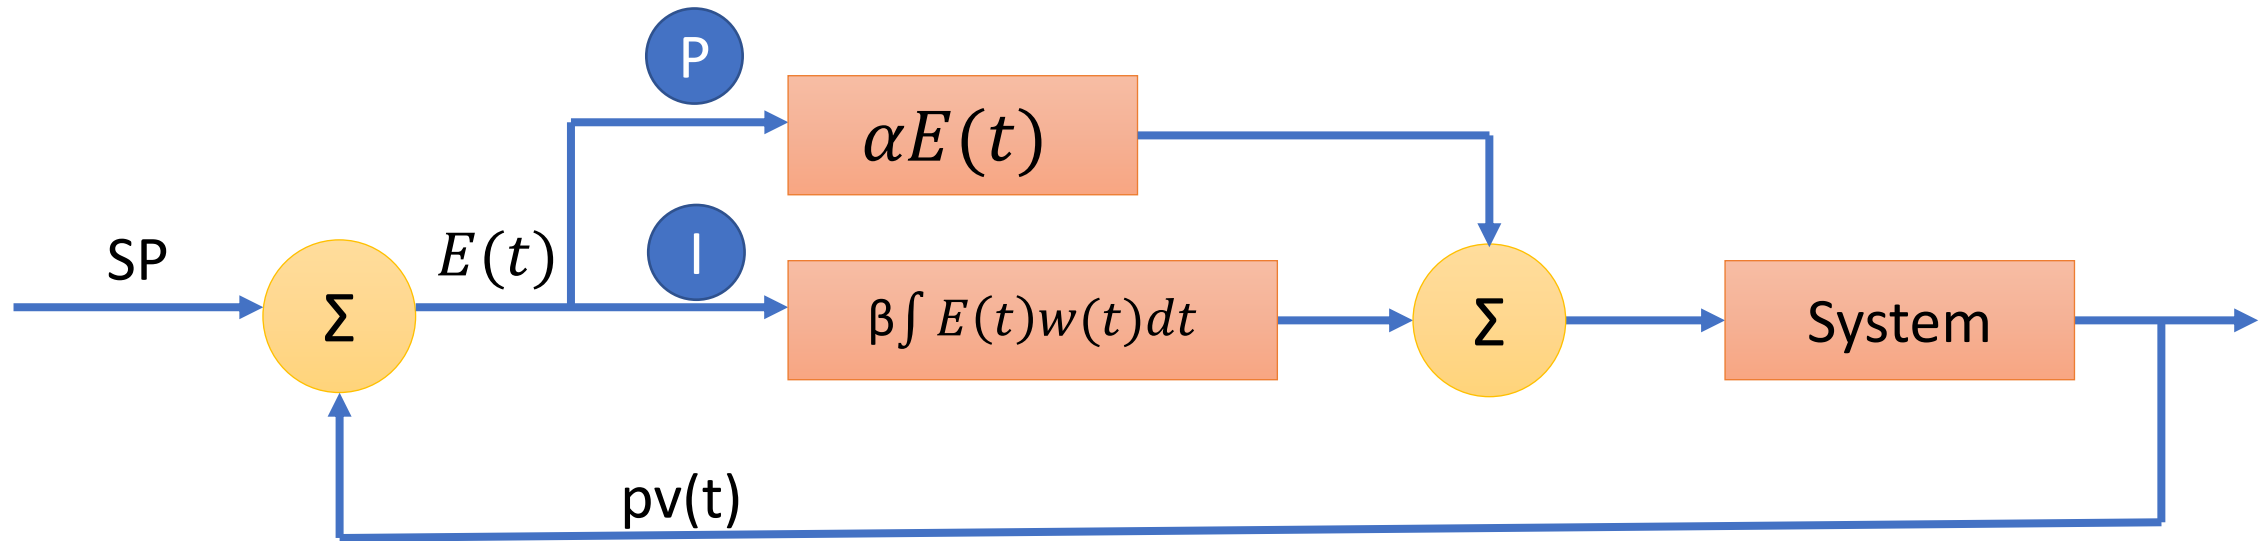 P
αE(t)
SP
E(t)
I
Σ
β∫ E(t)w(t)dt
Σ
System
pv(t)